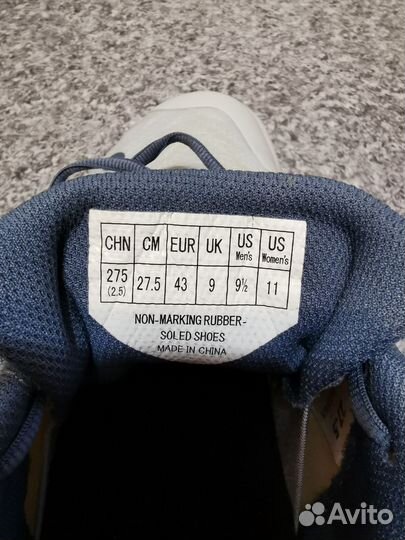 CHN CM EUR UK US Men's US Women's
275 (2.5) 27.5 43 9 9½ 11
NON-MARKING RUBBER-
SOLED SHOES
MADE IN CHINA
Avito